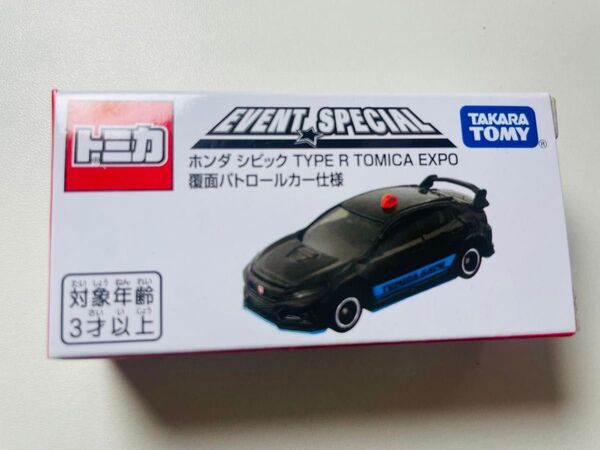 トミカ
EVENT SPECIAL
TAKARA
TOMY
ホンダ シビック TYPE R TOMICA EXPO
覆面パトロールカー仕様
たい しょう ねん れい
対象年齢
さい い じょう
3才以上